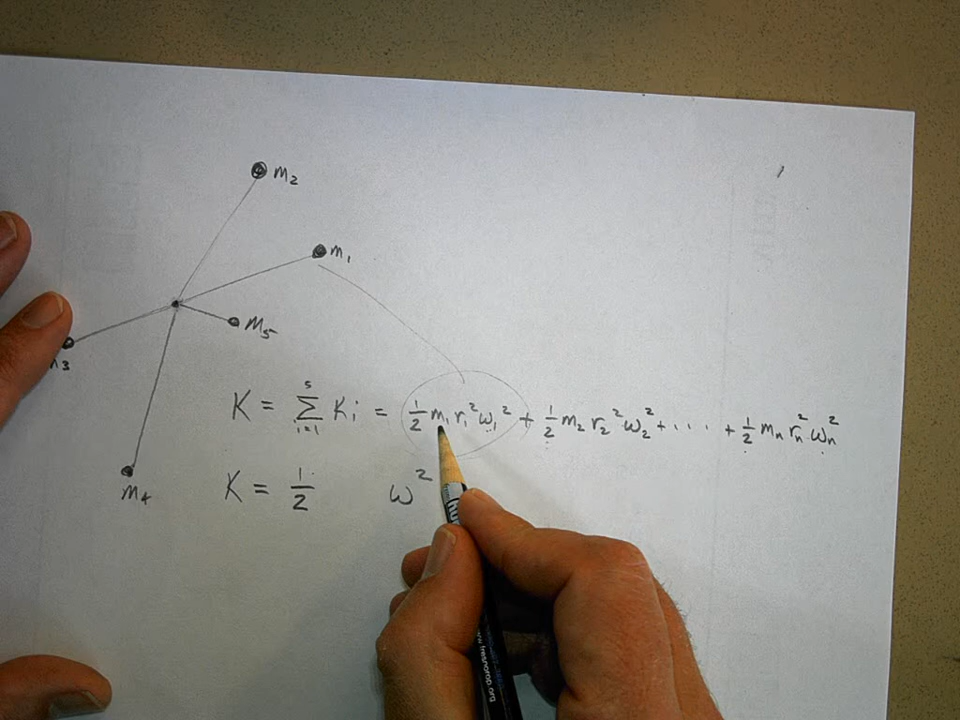 m₂
m₁
m₅
m₄
K = ∑ᵢ₌₁⁵ Kᵢ = ½ m₁ r₁² ω₁² + ½ m₂ r₂² ω₂² + .... + ½ mₙ rₙ² ωₙ²
K = ½ ω²